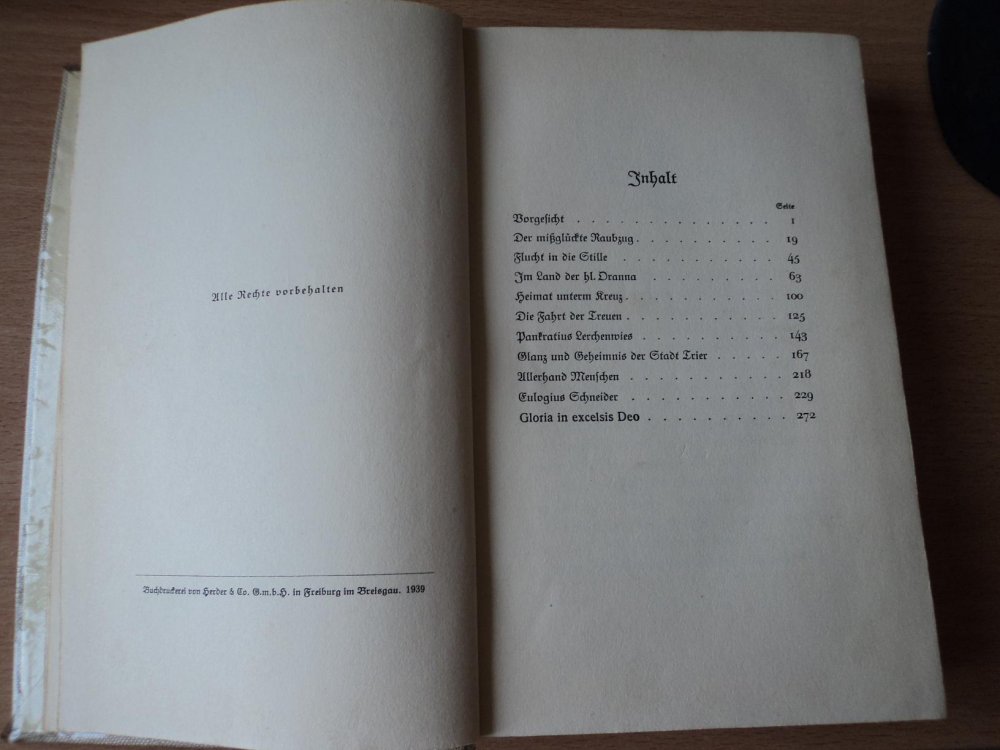 Alle Rechte vorbehalten
Buchdruckerei von Herder & Co. G.m.b.H. in Freiburg im Breisgau. 1939
Inhalt
Seite
Vorgesicht . . . . . . . . . . . . . 1
Der mißglückte Raubzug . . . . . . . . . 19
Flucht in die Stille . . . . . . . . . . 45
Im Land der hl. Oranna . . . . . . . . . 63
Heimat unterm Kreuz . . . . . . . . . . 100
Die Fahrt der Treuen . . . . . . . . . . 125
Pankratius Lerchenwies . . . . . . . . . 143
Glanz und Geheimnis der Stadt Trier . . . . . 167
Allerhand Menschen . . . . . . . . . . 218
Eulogius Schneider . . . . . . . . . . 229
Gloria in excelsis Deo . . . . . . . . . 272